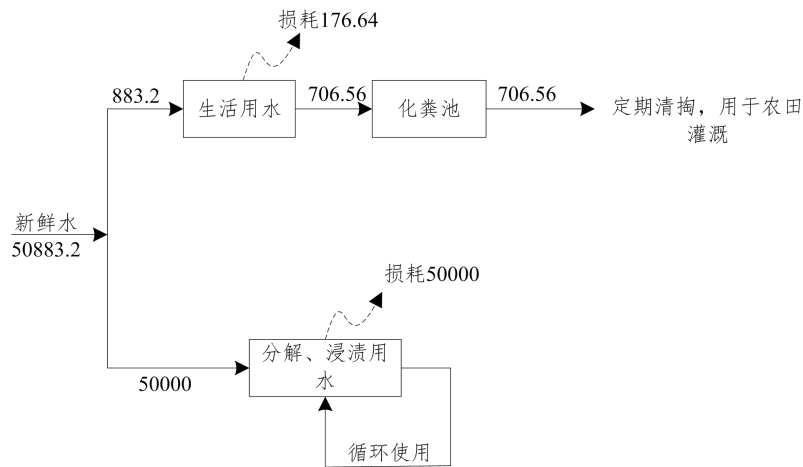 损耗176.64
883.2
生活用水
706.56
化粪池
706.56
定期清掏，用于农田
灌溉
新鲜水
50883.2
损耗50000
分解、浸渍用
水
50000
循环使用